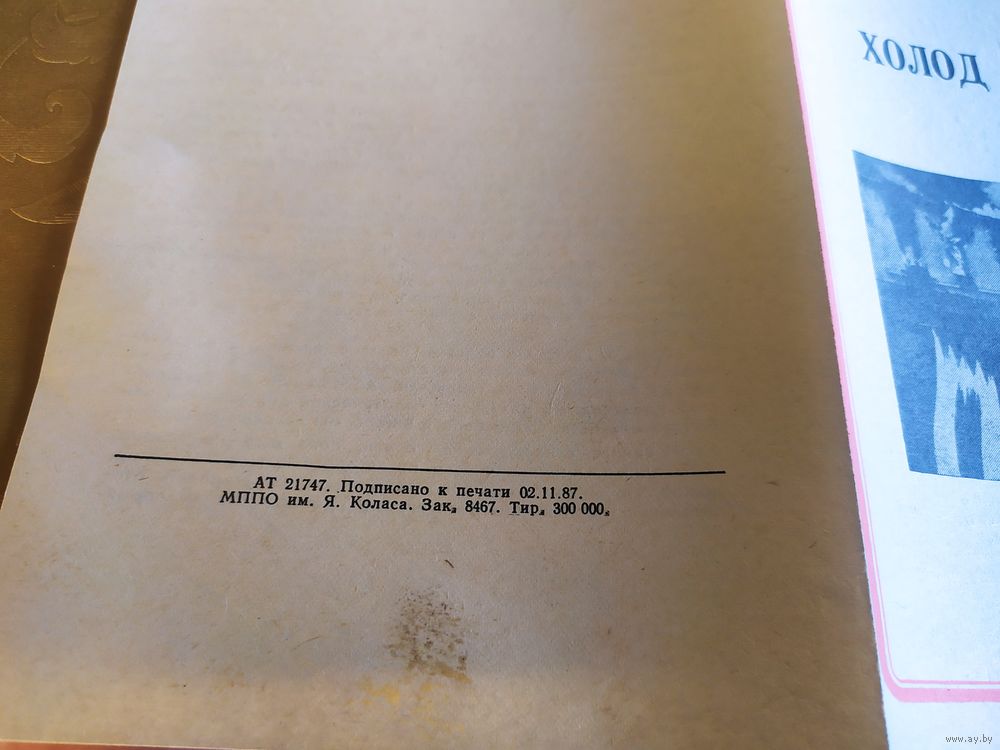 ХОЛОД
АТ 21747. Подписано к печати 02.11.87.
МППО им. Я. Коласа. Зак. 8467. Тир. 300 000.
www.ay.by